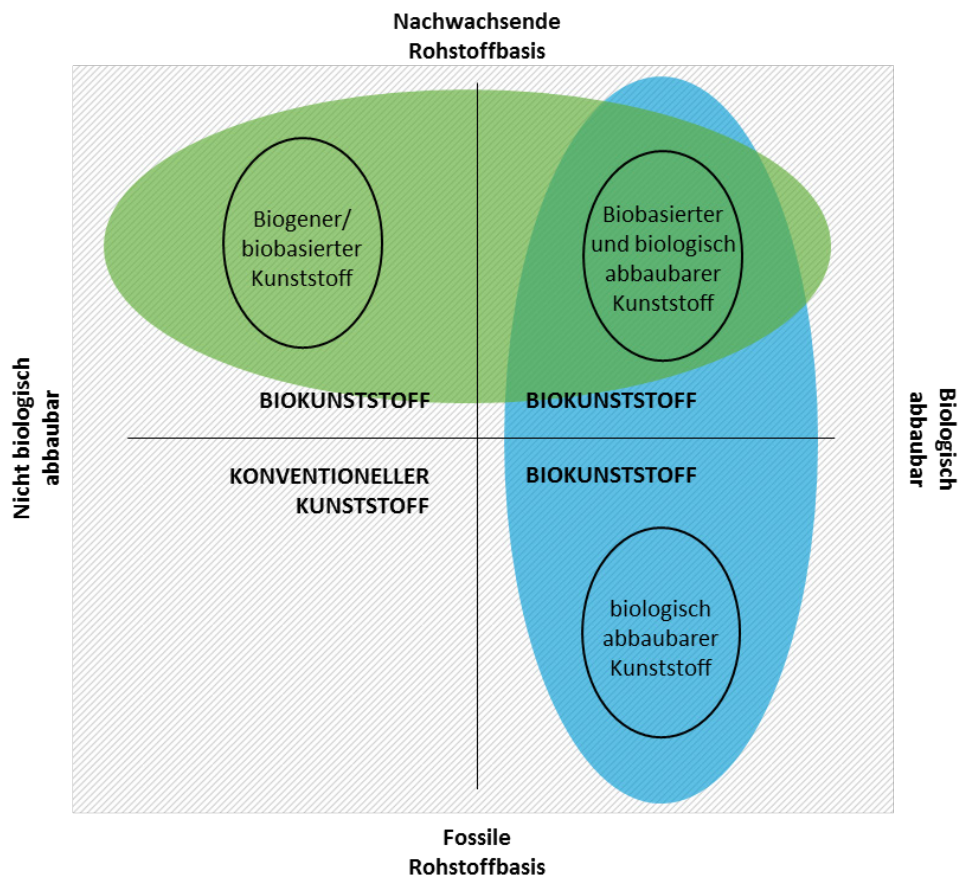 Nachwachsende
Rohstoffbasis
Biogener/
biobasierter
Kunststoff
Biobasierter
und biologisch
abbaubarer
Kunststoff
Nicht biologisch
abbaubar
BIOKUNSTSTOFF
BIOKUNSTSTOFF
Biologisch
abbaubar
KONVENTIONELLER
KUNSTSTOFF
BIOKUNSTSTOFF
biologisch
abbaubarer
Kunststoff
Fossile
Rohstoffbasis